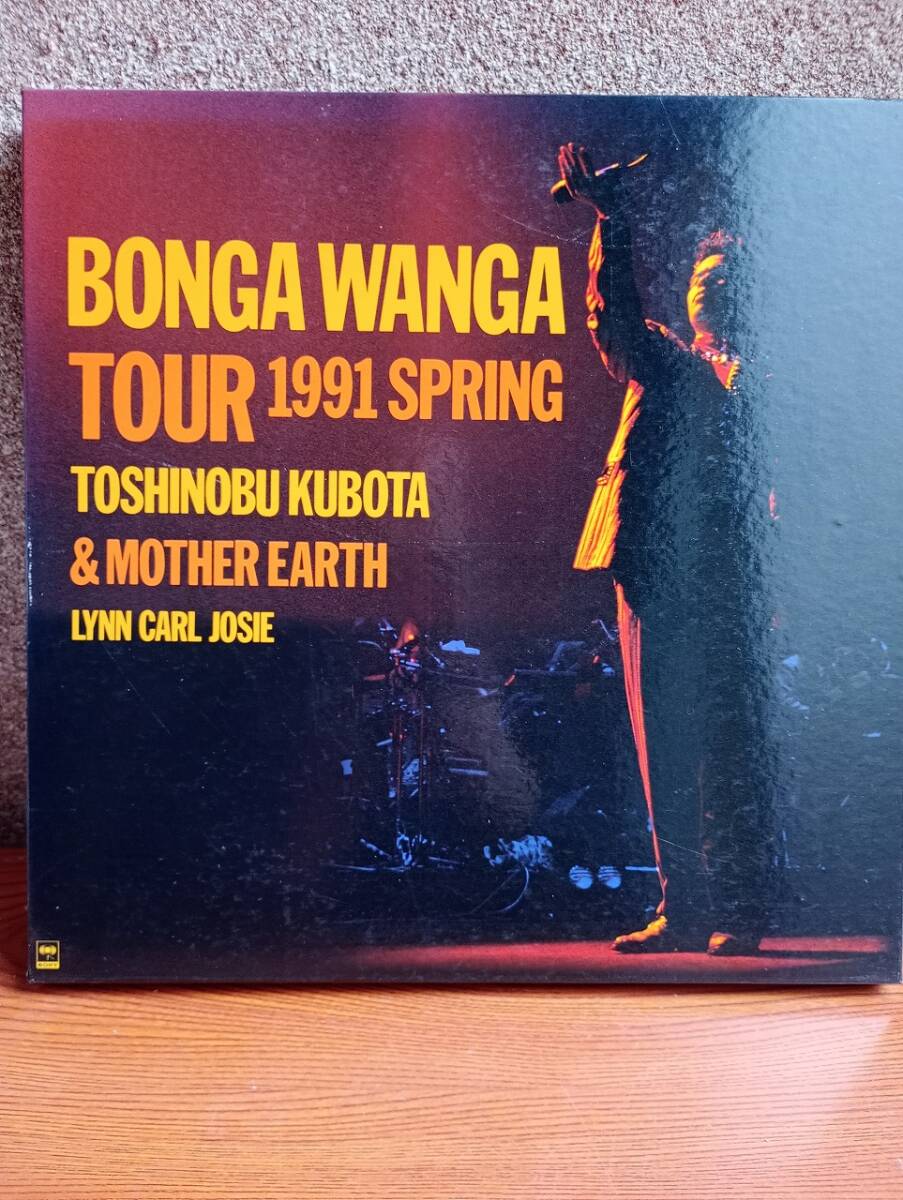 BONGA WANGA
TOUR 1991 SPRING
TOSHINOBU KUBOTA
& MOTHER EARTH
LYNN CARL JOSIE